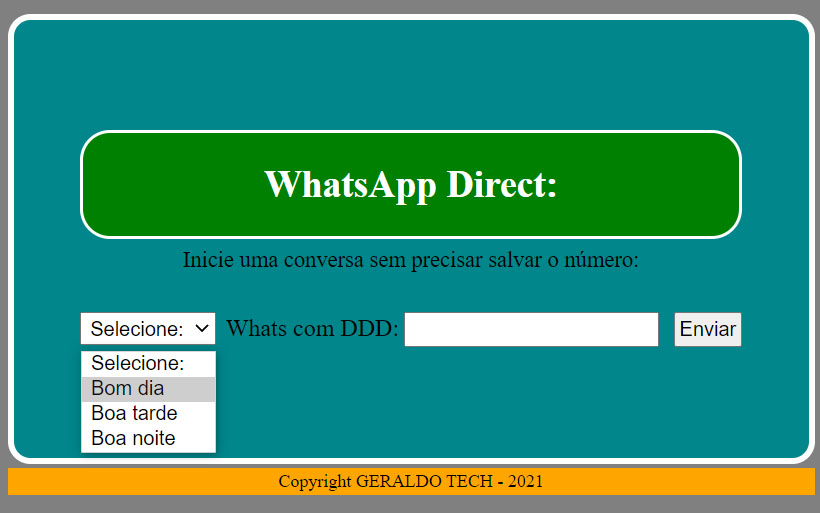 WhatsApp Direct:
Inicie uma conversa sem precisar salvar o número:
Selecione: Whats com DDD: Enviar
Selecione:
Bom dia
Boa tarde
Boa noite
Copyright GERALDO TECH - 2021